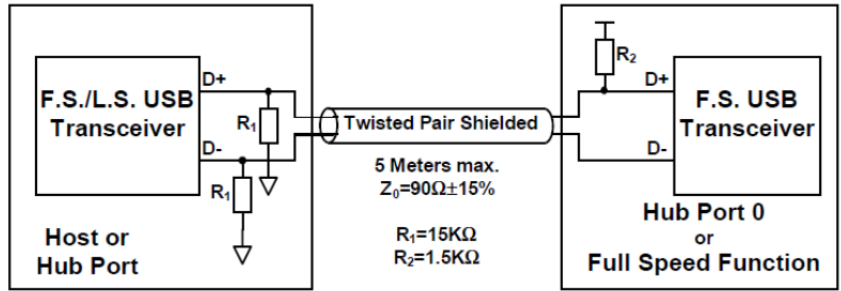 F.S./L.S. USB
Transceiver
D+
D-
R₁
R₁
Host or
Hub Port
Twisted Pair Shielded
5 Meters max.
Z₀=90Ω±15%
R₁=15KΩ
R₂=1.5KΩ
R₂
D+
D-
F.S. USB
Transceiver
Hub Port 0
or
Full Speed Function